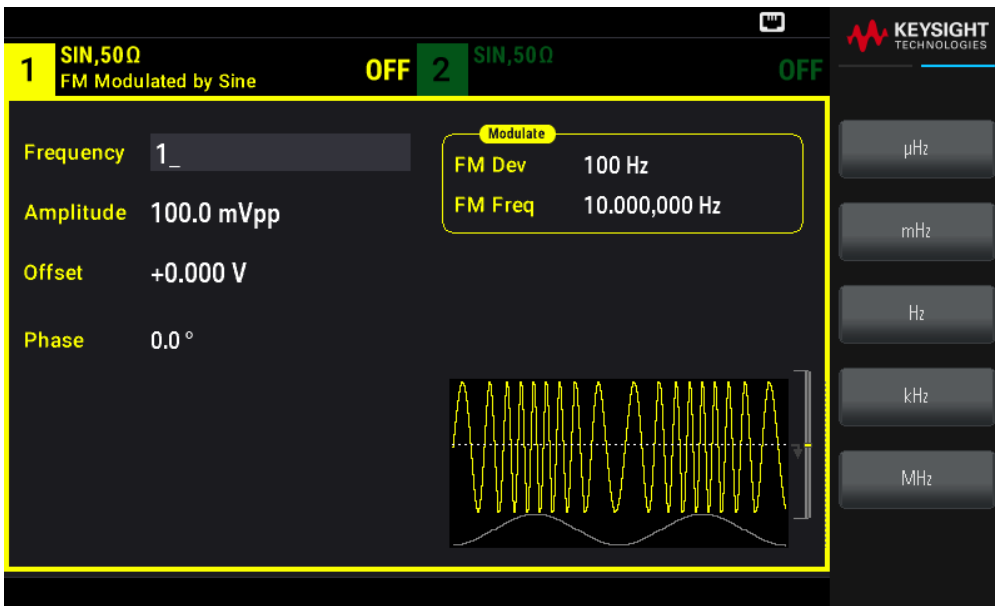 KEYSIGHT
TECHNOLOGIES
1 SIN,50Ω OFF
FM Modulated by Sine
2 SIN,50Ω OFF
Frequency 1_
Amplitude 100.0 mVpp
Offset +0.000 V
Phase 0.0 °
Modulate
FM Dev 100 Hz
FM Freq 10.000,000 Hz
µHz
mHz
Hz
kHz
MHz